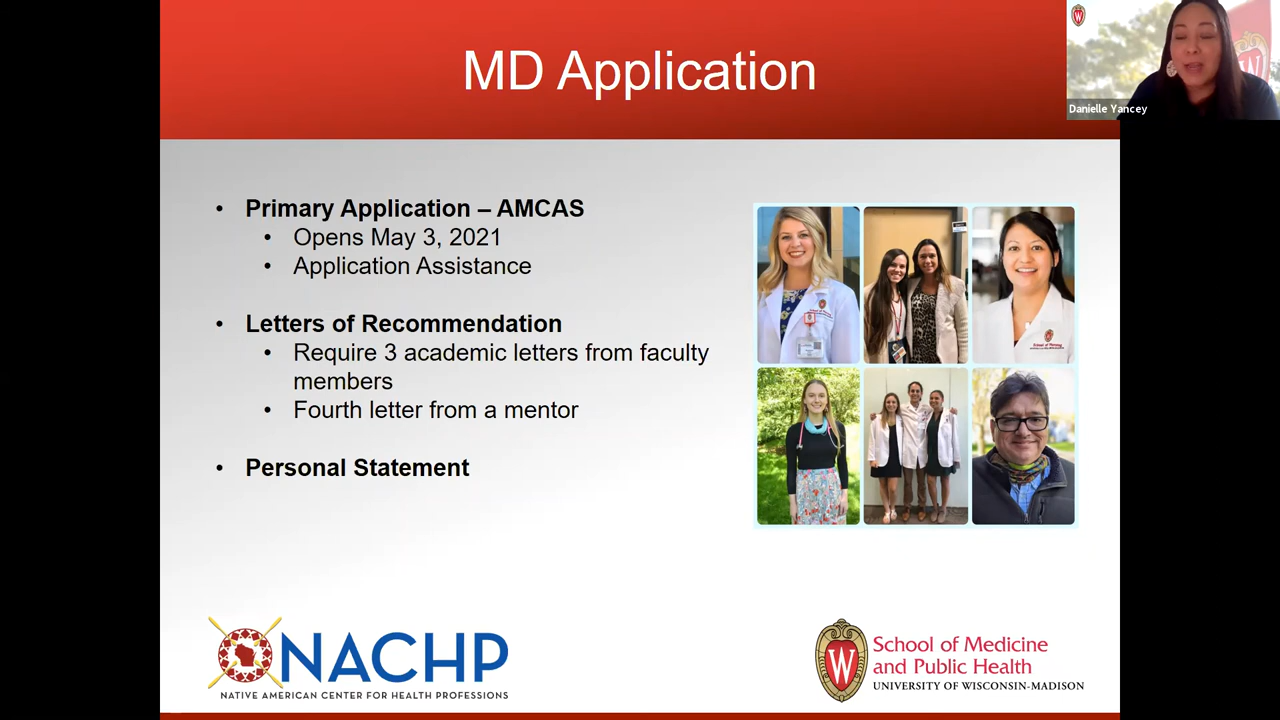 MD Application
Danielle Yancey
• Primary Application – AMCAS
• Opens May 3, 2021
• Application Assistance
• Letters of Recommendation
• Require 3 academic letters from faculty
members
• Fourth letter from a mentor
• Personal Statement
NACHP
NATIVE AMERICAN CENTER FOR HEALTH PROFESSIONS
W
School of Medicine
and Public Health
UNIVERSITY OF WISCONSIN-MADISON